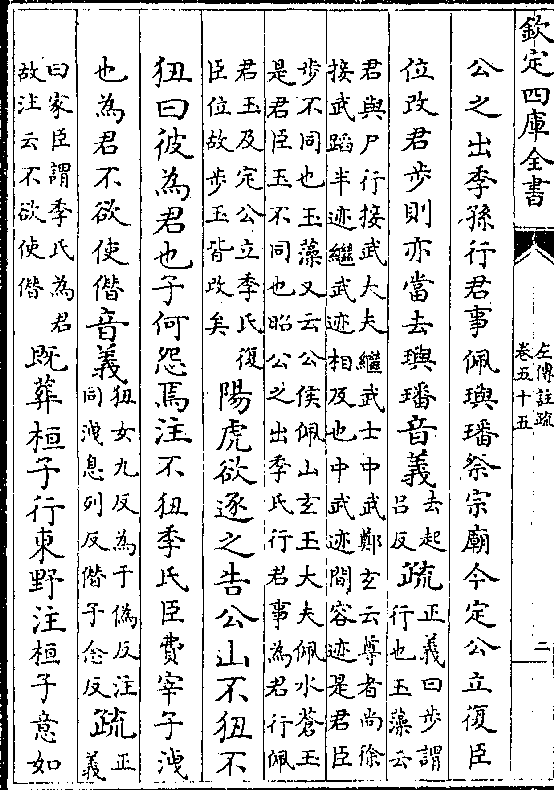 欽定四庫全書
左傳註疏
卷五十五
二
公之出季孫行君事佩璵璠祭宗廟今定公立復臣
位改君步則亦當去璵璠音義去起
呂反疏正義曰步謂
行也玉藻云
君與尸行接武大夫繼武士中武鄭玄云尊者尚徐
接武蹈半迹繼武迹相及也中武迹間容迹是君臣
步不同也玉藻又云公侯佩山玄玉大夫佩水蒼玉
是君臣玉不同也昭公之出季氏行君事為君行佩
君玉及定公立季氏復
臣位故步玉皆改矣陽虎欲逐之告公山不狃不
狃曰彼為君也子何怨焉注不狃季氏臣費宰子洩
也為君不欲使僭音義狃女九反為于偽反注
同洩息列反僭子念反疏正
義
曰家臣謂季氏為君
故注云不欲使僭既葬桓子行東野注桓子意如